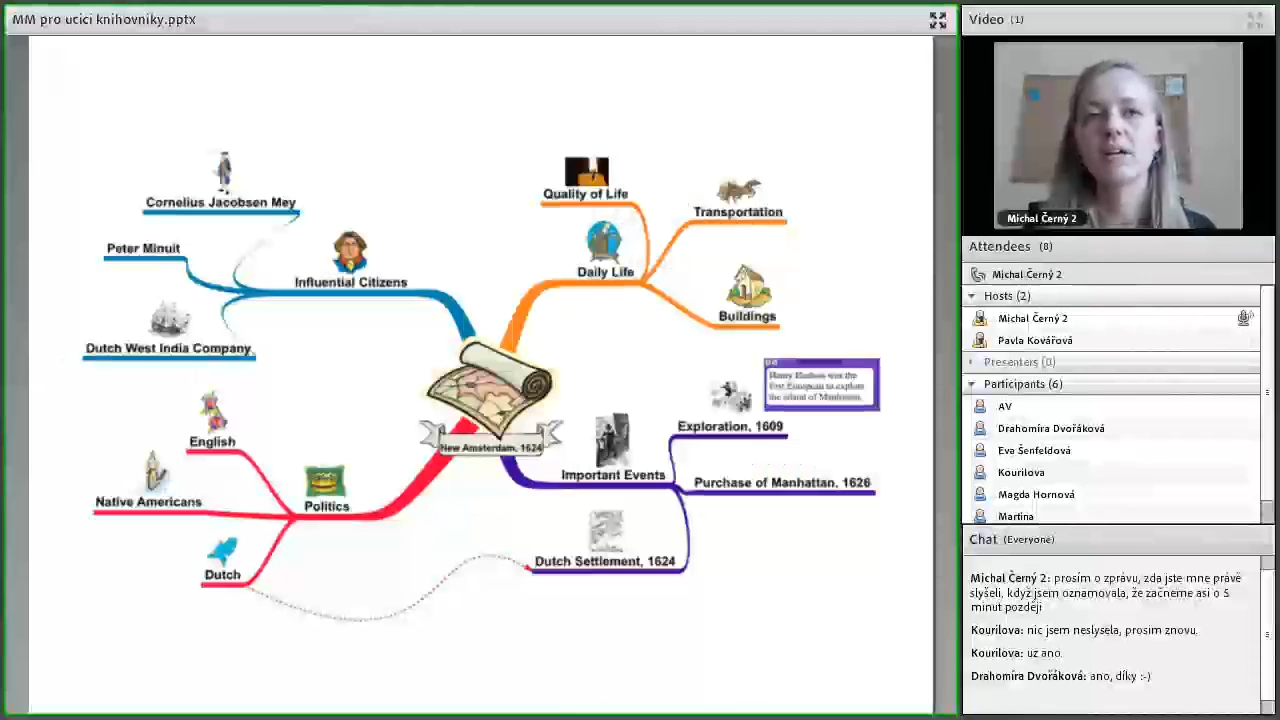 MM pro ucici knihovniky.pptx
Cornelius Jacobsen Mey
Peter Minuit
Influential Citizens
Dutch West India Company
Quality of Life
Transportation
Daily Life
Buildings
New Amsterdam, 1624
English
Native Americans
Politics
Dutch
Henry Hudson was the
first European to explore
the island of Manhattan.
Exploration, 1609
Important Events
Purchase of Manhattan, 1626
Dutch Settlement, 1624
Video (1)
Michal Černý 2
Attendees (8)
Michal Černý 2
Hosts (2)
Michal Černý 2
Pavla Kovářová
Presenters (0)
Participants (6)
AV
Drahomíra Dvořáková
Eva Šenfeldová
Kourilova
Magda Hornová
Martina
Chat (Everyone)
Michal Černý 2: prosím o zprávu, zda jste mne právě
slyšeli, když jsem oznamovala, že začneme asi o 5
minut později
Kourilova: nic jsem neslysela, prosim znovu.
Kourilova: uz ano.
Drahomíra Dvořáková: ano, díky :-)